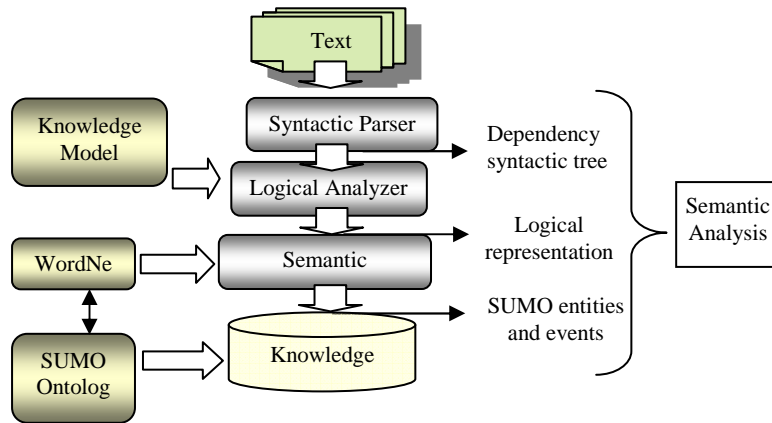 Text
Syntactic Parser
Knowledge
Model
Dependency
syntactic tree
Logical Analyzer
Semantic
Analysis
Logical
representation
WordNe
Semantic
SUMO entities
and events
SUMO
Ontolog
Knowledge